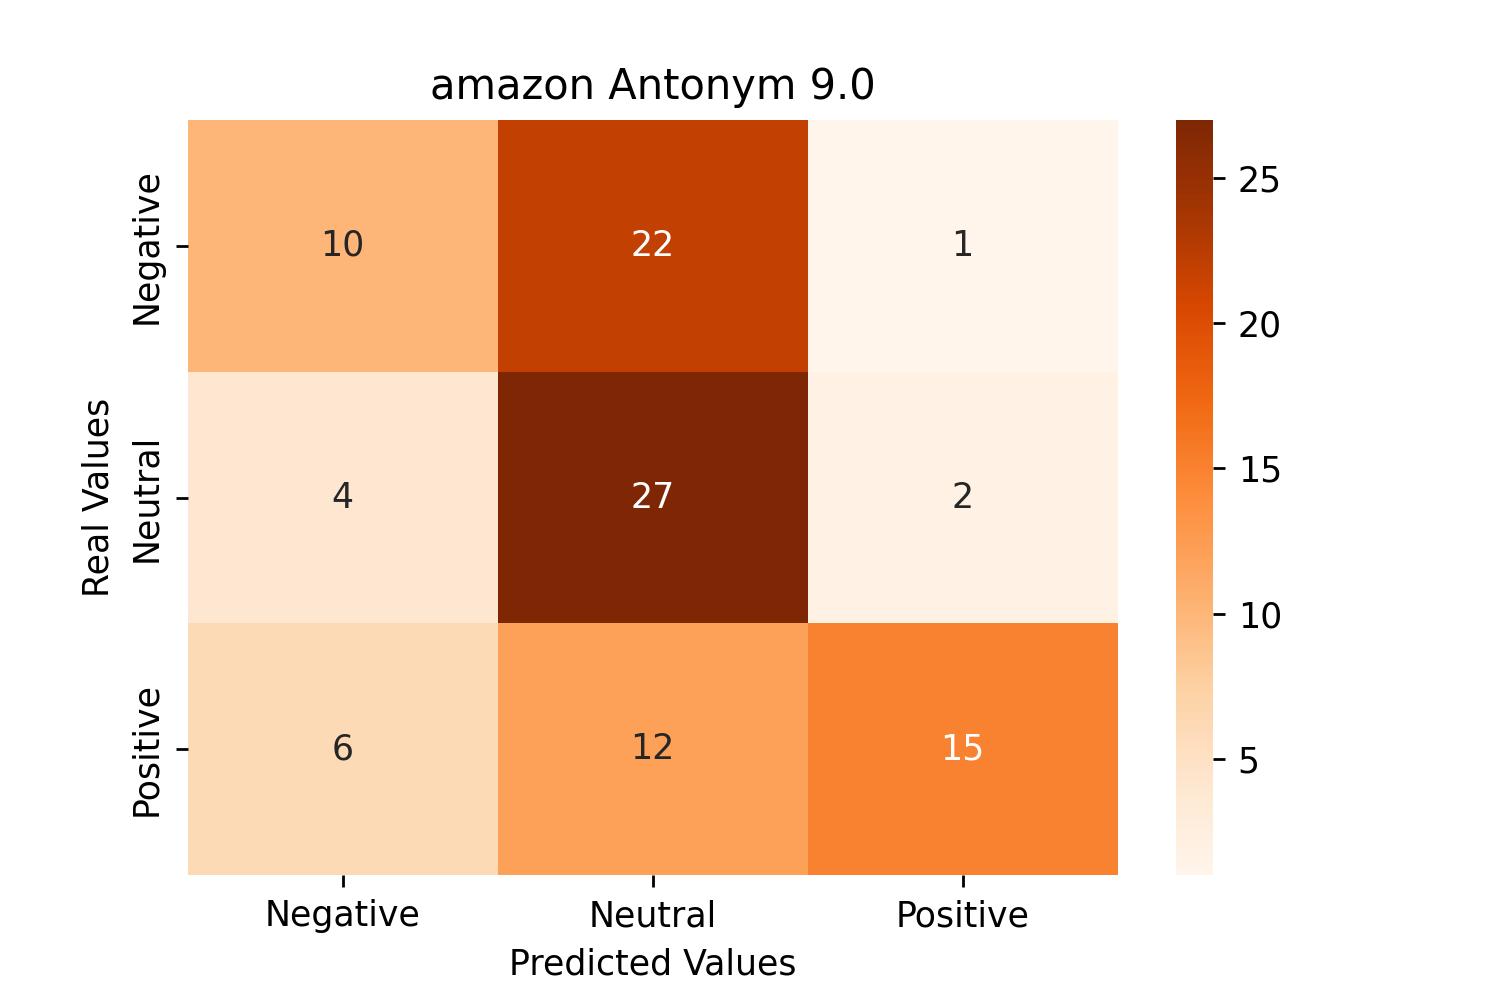 amazon Antonym 9.0
Real Values
Negative
10
22
1
Neutral
4
27
2
Positive
6
12
15
Negative
Neutral
Positive
Predicted Values
25
20
15
10
5